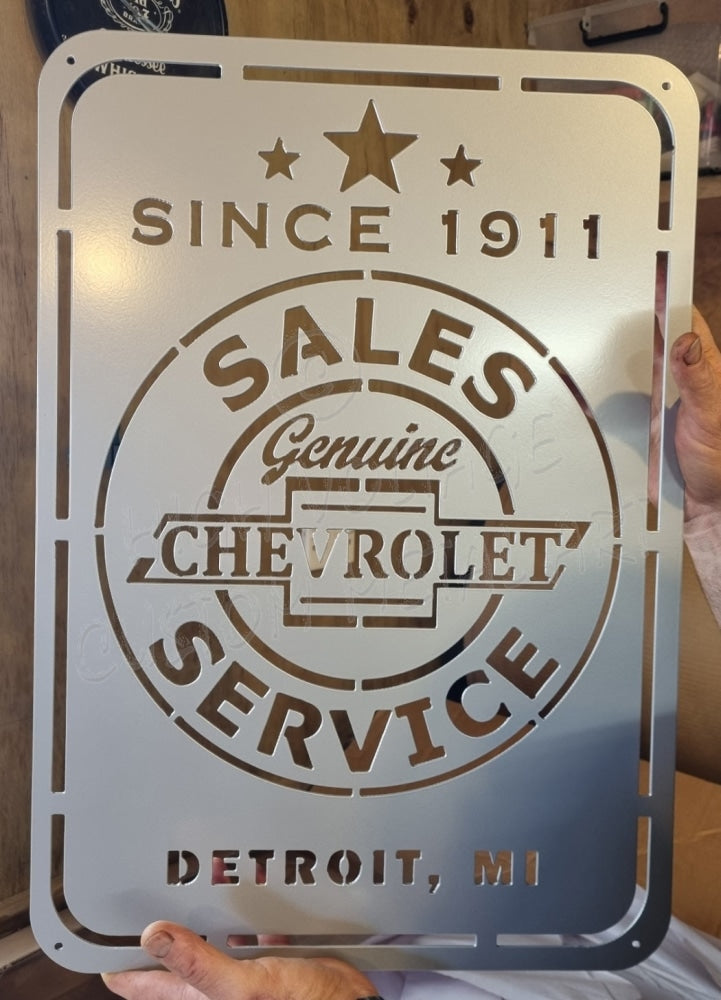 SINCE 1911
SALES
Genuine
CHEVROLET
SERVICE
DETROIT, MI